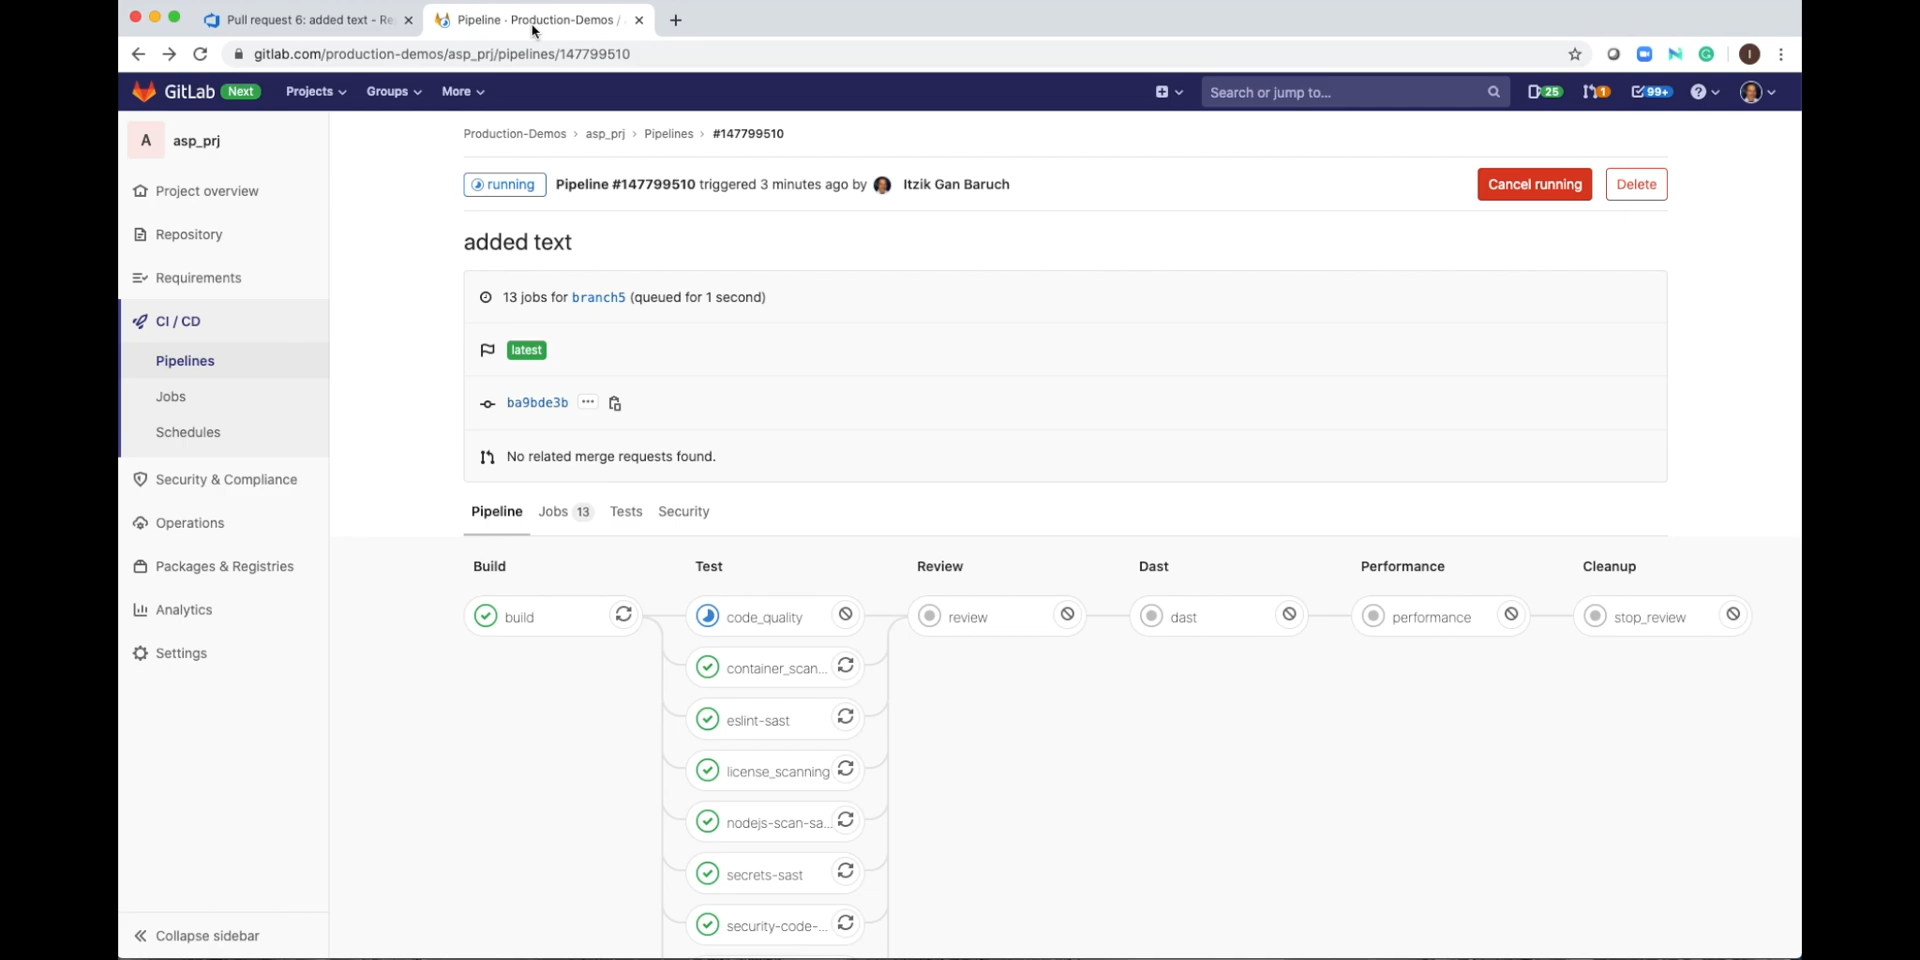 Pull request 6: added text - Re
Pipeline · Production-Demos /
gitlab.com/production-demos/asp_prj/pipelines/147799510
GitLab Next Projects Groups More Search or jump to... 25 1 99+
A asp_prj
Project overview
Repository
Requirements
CI / CD
Pipelines
Jobs
Schedules
Security & Compliance
Operations
Packages & Registries
Analytics
Settings
Collapse sidebar
Production-Demos › asp_prj › Pipelines › #147799510
running Pipeline #147799510 triggered 3 minutes ago by Itzik Gan Baruch
Cancel running Delete
added text
13 jobs for branch5 (queued for 1 second)
latest
ba9bde3b ...
No related merge requests found.
Pipeline Jobs 13 Tests Security
Build Test Review Dast Performance Cleanup
build code_quality review dast performance stop_review
container_scan...
eslint-sast
license_scanning
nodejs-scan-sa...
secrets-sast
security-code-...